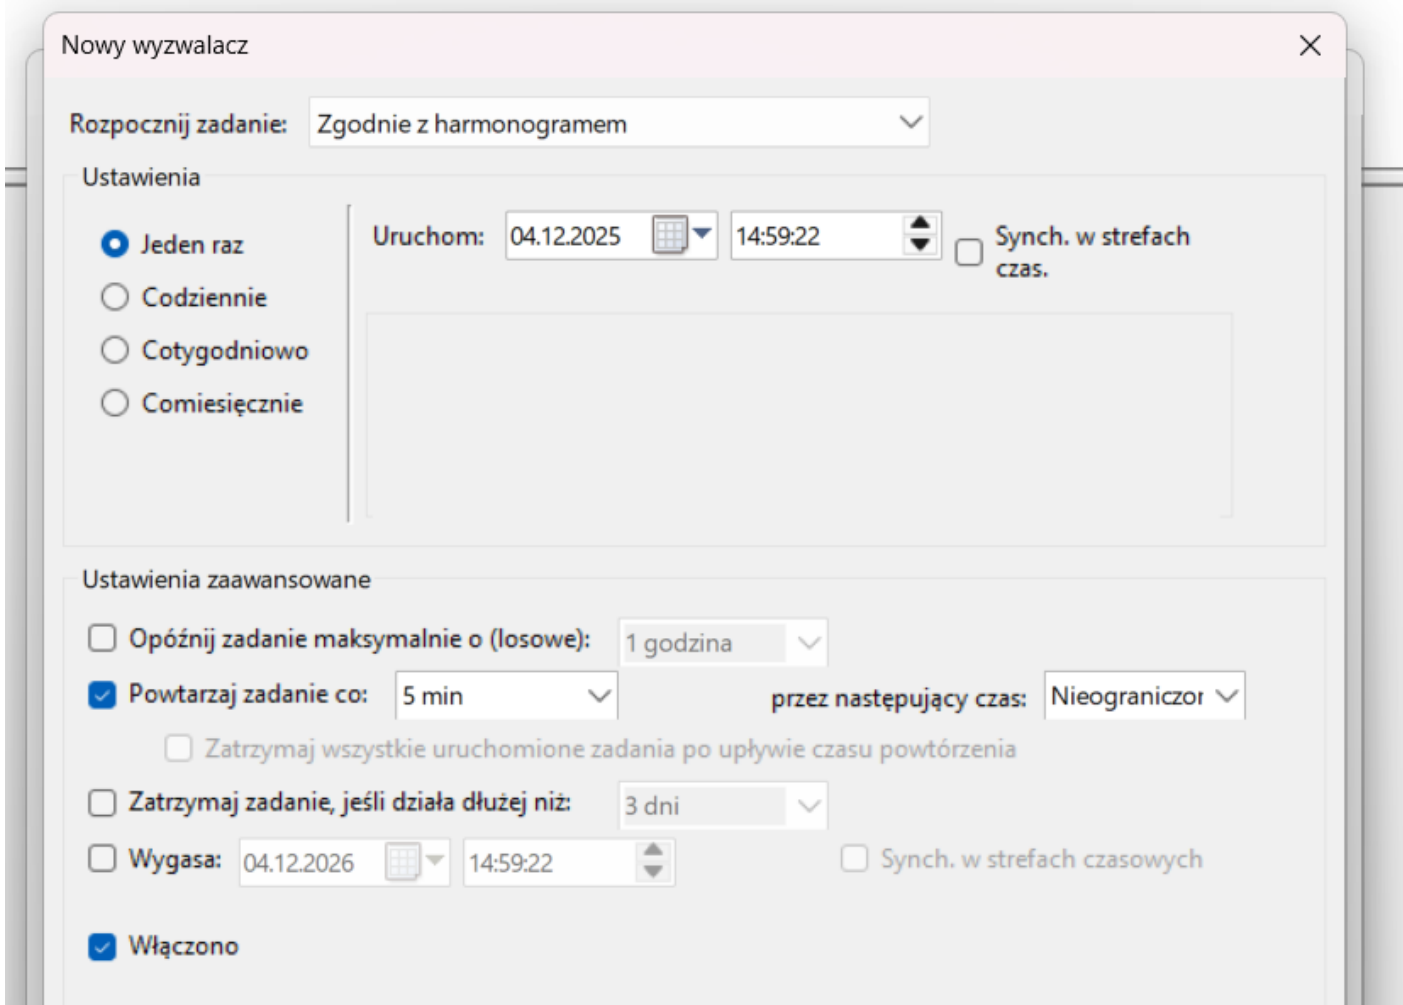 Nowy wyzwalacz
Rozpocznij zadanie: Zgodnie z harmonogramem
Ustawienia
Jeden raz
Uruchom: 04.12.2025 14:59:22 Synch. w strefach
czas.
Codziennie
Cotygodniowo
Comiesięcznie
Ustawienia zaawansowane
Opóźnij zadanie maksymalnie o (losowe): 1 godzina
Powtarzaj zadanie co: 5 min przez następujący czas: Nieograniczor
Zatrzymaj wszystkie uruchomione zadania po upływie czasu powtórzenia
Zatrzymaj zadanie, jeśli działa dłużej niż: 3 dni
Wygasa: 04.12.2026 14:59:22 Synch. w strefach czasowych
Włączono